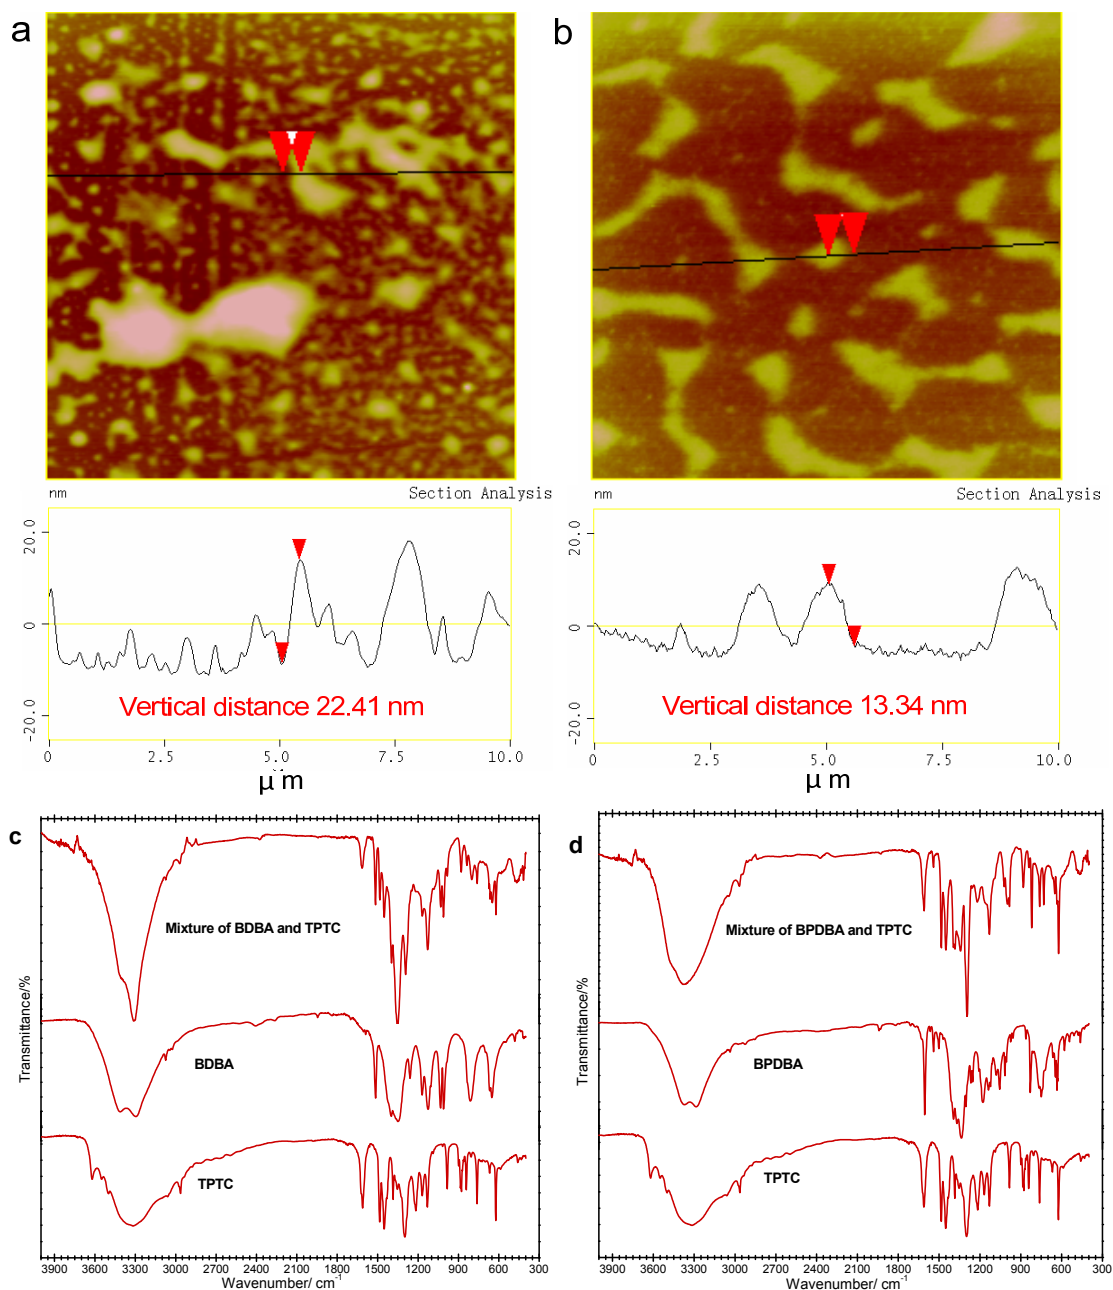 a
b
nm
Section Analysis
20.0
0
-20.0
Vertical distance 22.41 nm
0
2.5
5.0
7.5
10.0
μ m
nm
Section Analysis
20.0
0
-20.0
Vertical distance 13.34 nm
0
2.5
5.0
7.5
10.0
μ m
c
Mixture of BDBA and TPTC
BDBA
TPTC
Transmittance/%
3900 3600 3300 3000 2700 2400 2100 1800 1500 1200 900 600 300
Wavenumber/ cm-1
d
Mixture of BPDBA and TPTC
BPDBA
TPTC
Transmittance/%
3900 3600 3300 3000 2700 2400 2100 1800 1500 1200 900 600 300
Wavenumber/ cm-1